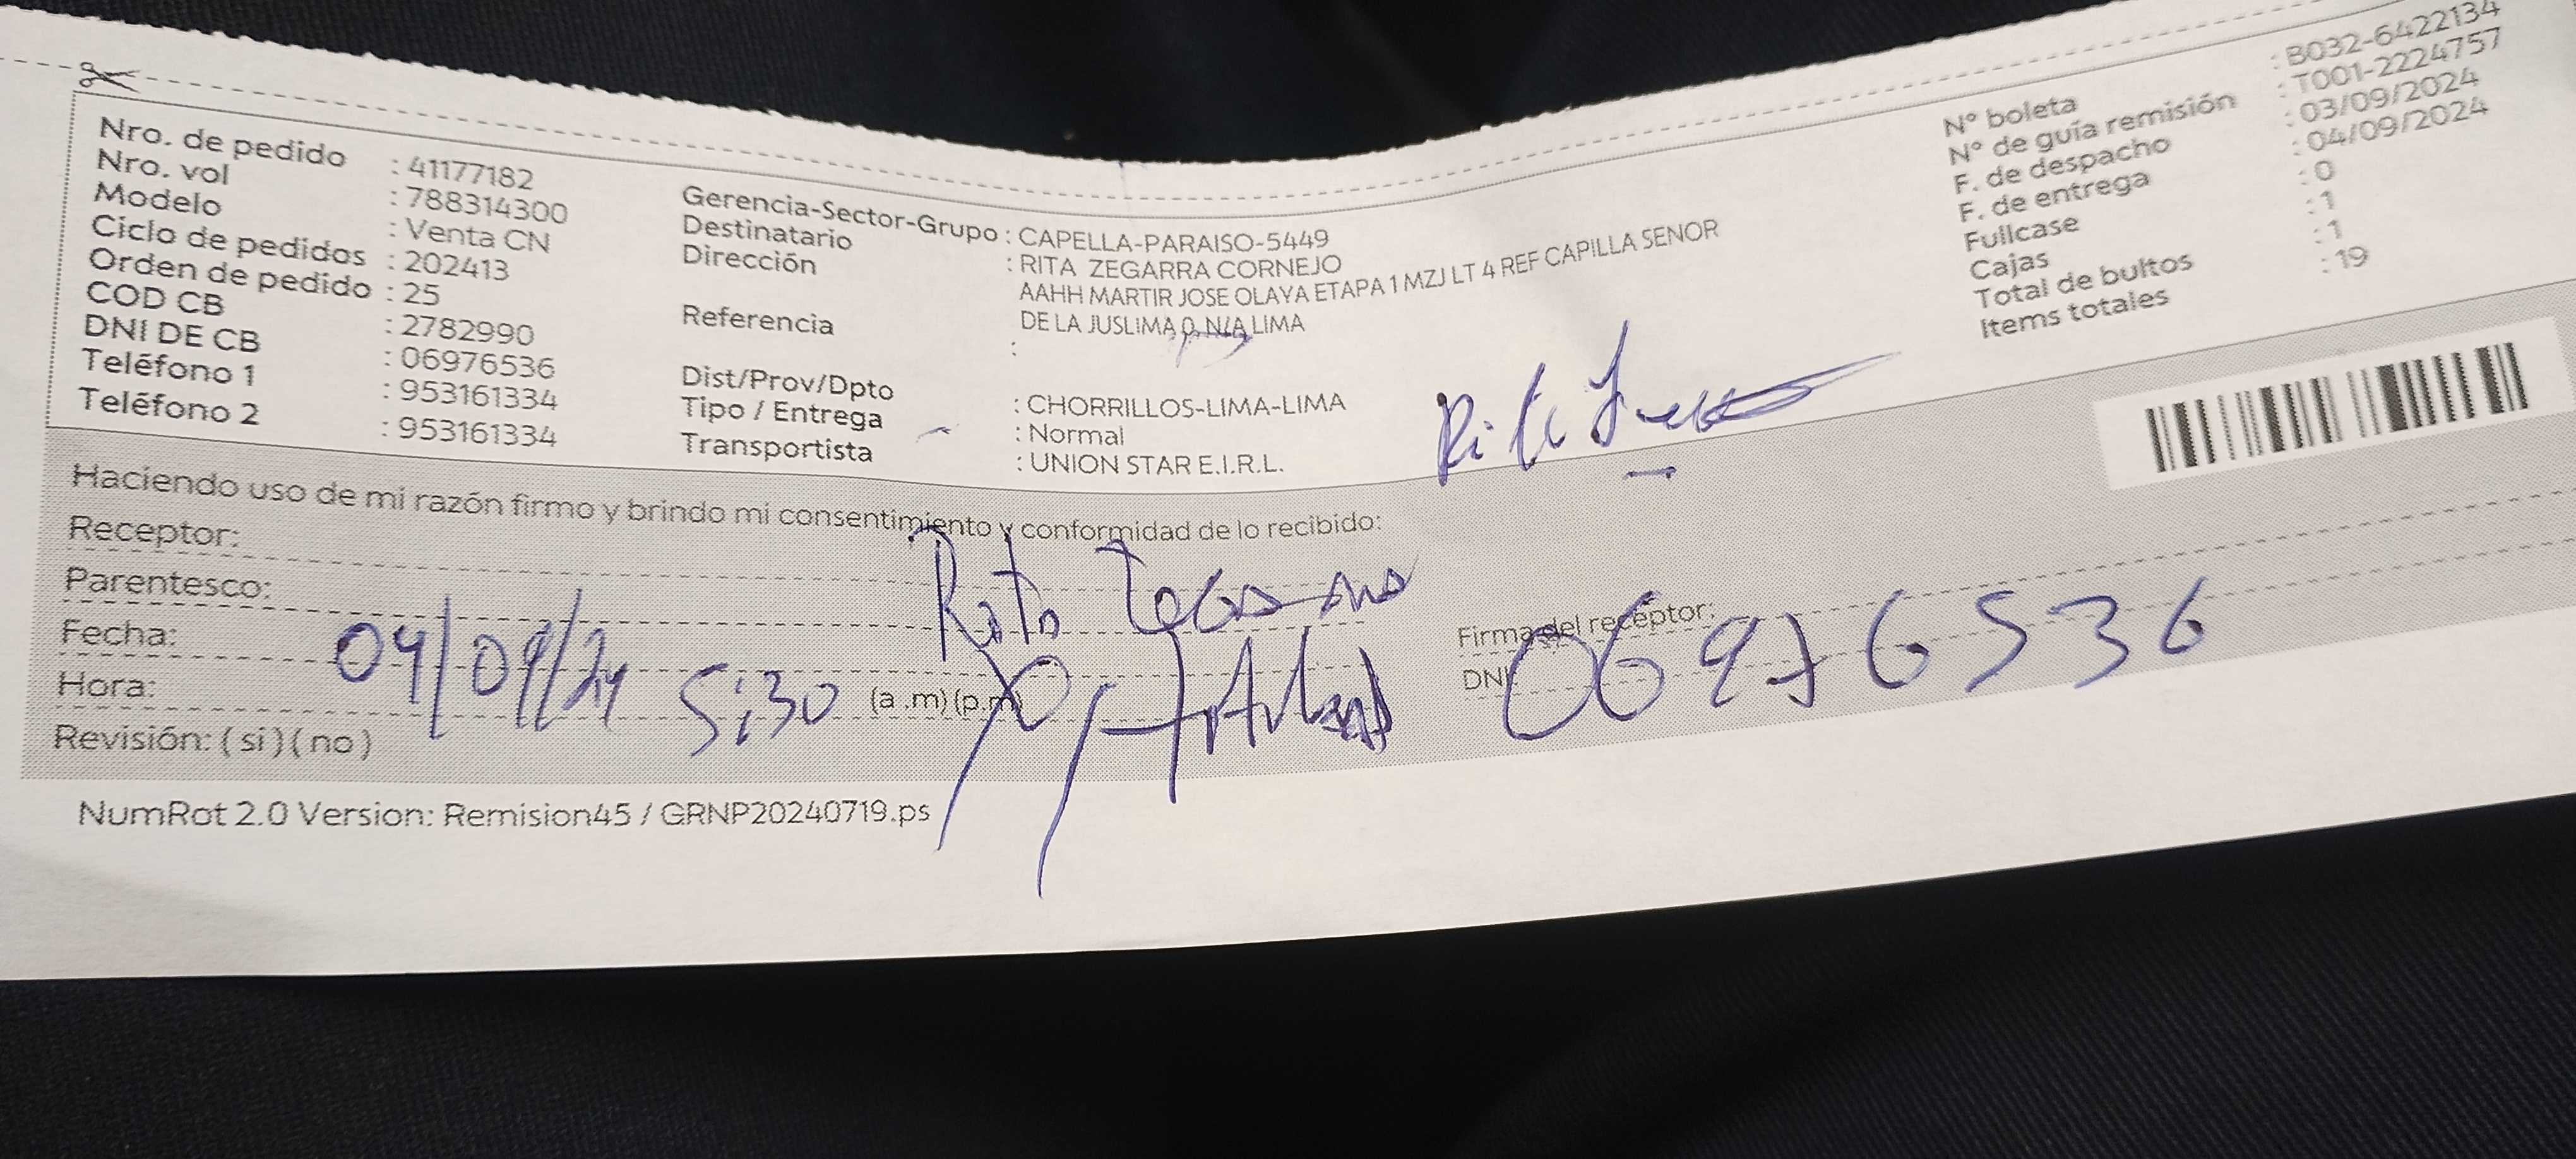 Nro. de pedido : 41177182
Nro. vol : 788314300
Modelo : Venta CN
Ciclo de pedidos : 202413
Orden de pedido : 25
COD CB : 2782990
DNI DE CB : 06976536
Teléfono 1 : 953161334
Teléfono 2 : 953161334
Gerencia-Sector-Grupo : CAPELLA-PARAISO-5449
Destinatario : RITA ZEGARRA CORNEJO
Dirección AAHH MARTIR JOSE OLAYA ETAPA 1 MZJ LT 4 REF CAPILLA SENOR
DE LA JUSLIMA 0 N/A LIMA
Referencia :
Dist/Prov/Dpto : CHORRILLOS-LIMA-LIMA
Tipo / Entrega : Normal
Transportista : UNION STAR E.I.R.L.
N° boleta : B032-6422134
N° de guía remisión : T001-2224757
F. de despacho : 03/09/2024
F. de entrega : 04/09/2024
Fullcase : 0
Cajas : 1
Total de bultos : 1
Items totales : 19
Haciendo uso de mi razón firmo y brindo mi consentimiento y conformidad de lo recibido:
Receptor:
Parentesco:
Fecha: 04/09/24
Hora: 5:30 (a.m)(p.m)
Revisión: ( si ) ( no )
Firma del receptor:
DNI: 06976536
NumRot 2.0 Version: Remision45 / GRNP20240719.ps